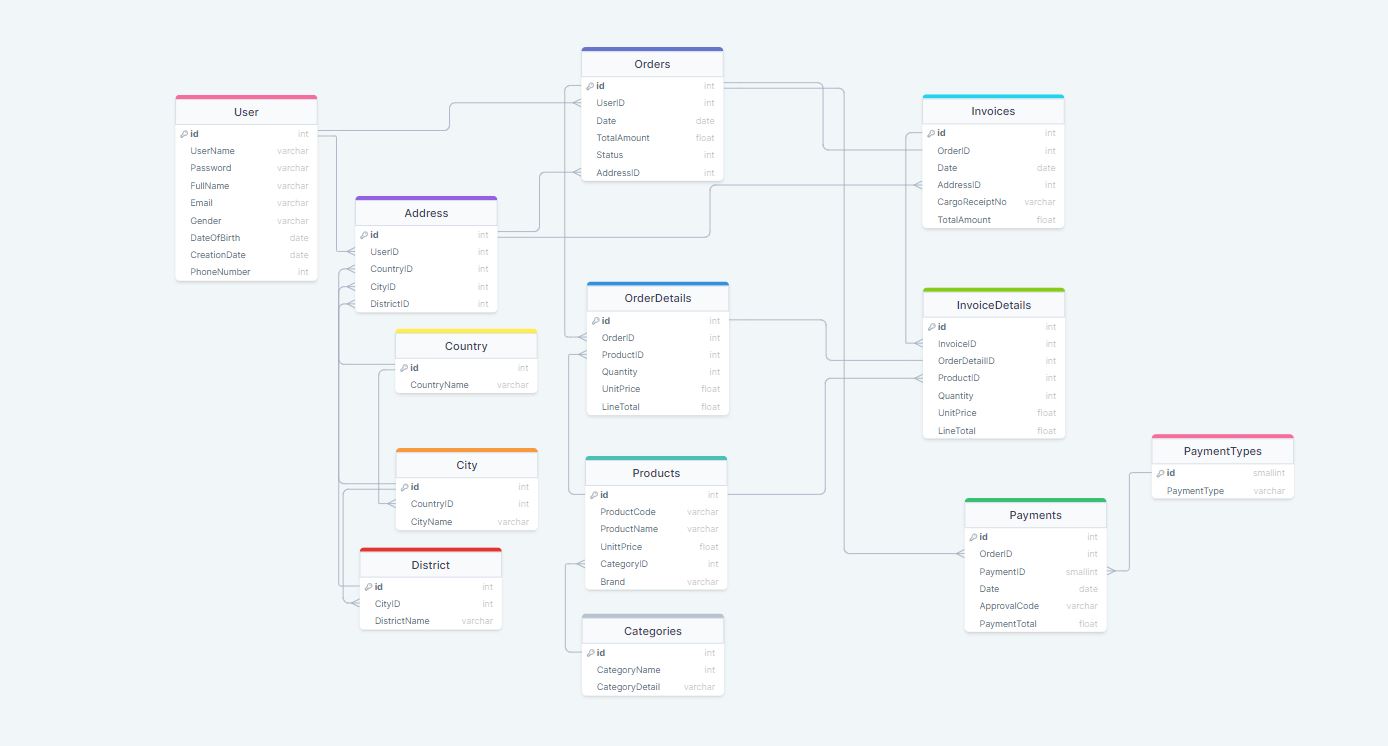 User
id int
UserName varchar
Password varchar
FullName varchar
Email varchar
Gender varchar
DateOfBirth date
CreationDate date
PhoneNumber int
Address
id int
UserID int
CountryID int
CityID int
DistrictID int
Country
id int
CountryName varchar
City
id int
CountryID int
CityName varchar
District
id int
CityID int
DistrictName varchar
Orders
id int
UserID int
Date date
TotalAmount float
Status int
AddressID int
OrderDetails
id int
OrderID int
ProductID int
Quantity int
UnitPrice float
LineTotal float
Products
id int
ProductCode varchar
ProductName varchar
UnittPrice float
CategoryID int
Brand varchar
Categories
id int
CategoryName int
CategoryDetail varchar
Invoices
id int
OrderID int
Date date
AddressID int
CargoReceiptNo varchar
TotalAmount float
InvoiceDetails
id int
InvoiceID int
OrderDetailID int
ProductID int
Quantity int
UnitPrice float
LineTotal float
Payments
id int
OrderID int
PaymentID smallint
Date date
ApprovalCode varchar
PaymentTotal float
PaymentTypes
id smallint
PaymentType varchar